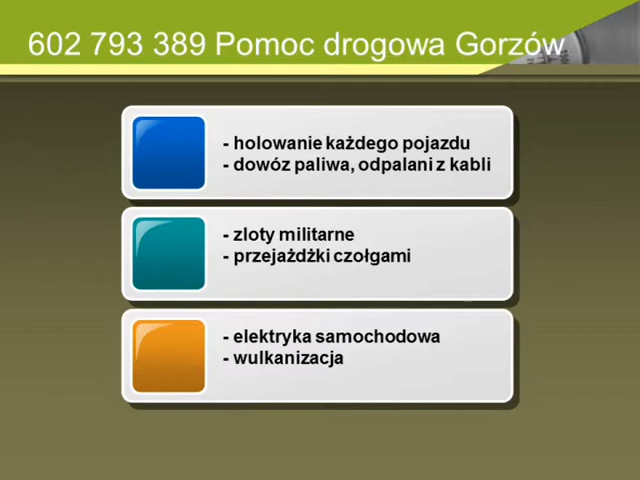 602 793 389 Pomoc drogowa Gorzów
- holowanie każdego pojazdu
- dowóz paliwa, odpalani z kabli
- zloty militarne
- przejażdżki czołgami
- elektryka samochodowa
- wulkanizacja